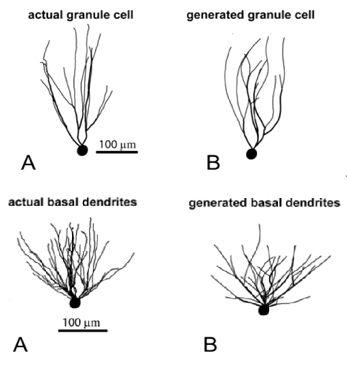 actual granule cell
generated granule cell
100 μm
A
B
actual basal dendrites
generated basal dendrites
100 μm
A
B